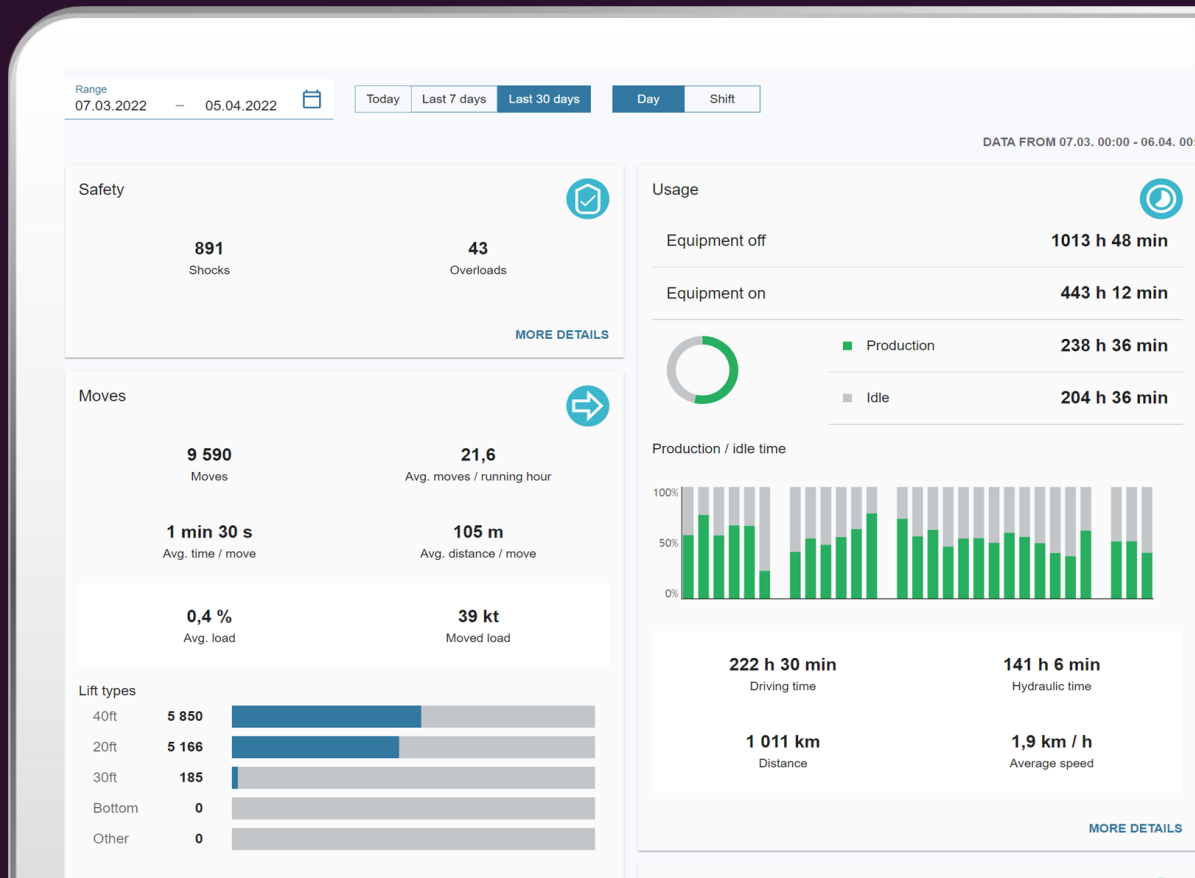 Range
07.03.2022 – 05.04.2022
Today Last 7 days Last 30 days Day Shift
DATA FROM 07.03. 00:00 - 06.04. 00:
Safety
891
Shocks
43
Overloads
MORE DETAILS
Moves
9 590
Moves
21,6
Avg. moves / running hour
1 min 30 s
Avg. time / move
105 m
Avg. distance / move
0,4 %
Avg. load
39 kt
Moved load
Lift types
40ft 5 850
20ft 5 166
30ft 185
Bottom 0
Other 0
Usage
Equipment off 1013 h 48 min
Equipment on 443 h 12 min
Production 238 h 36 min
Idle 204 h 36 min
Production / idle time
100%
50%
0%
222 h 30 min
Driving time
141 h 6 min
Hydraulic time
1 011 km
Distance
1,9 km / h
Average speed
MORE DETAILS